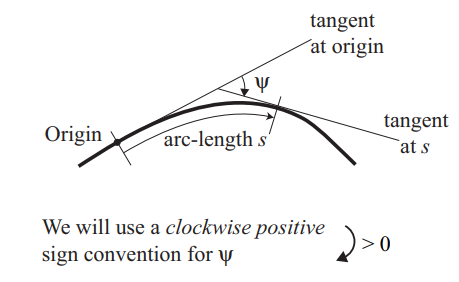 tangent
at origin
ψ
Origin
arc-length s
tangent
at s
We will use a clockwise positive
sign convention for ψ
> 0